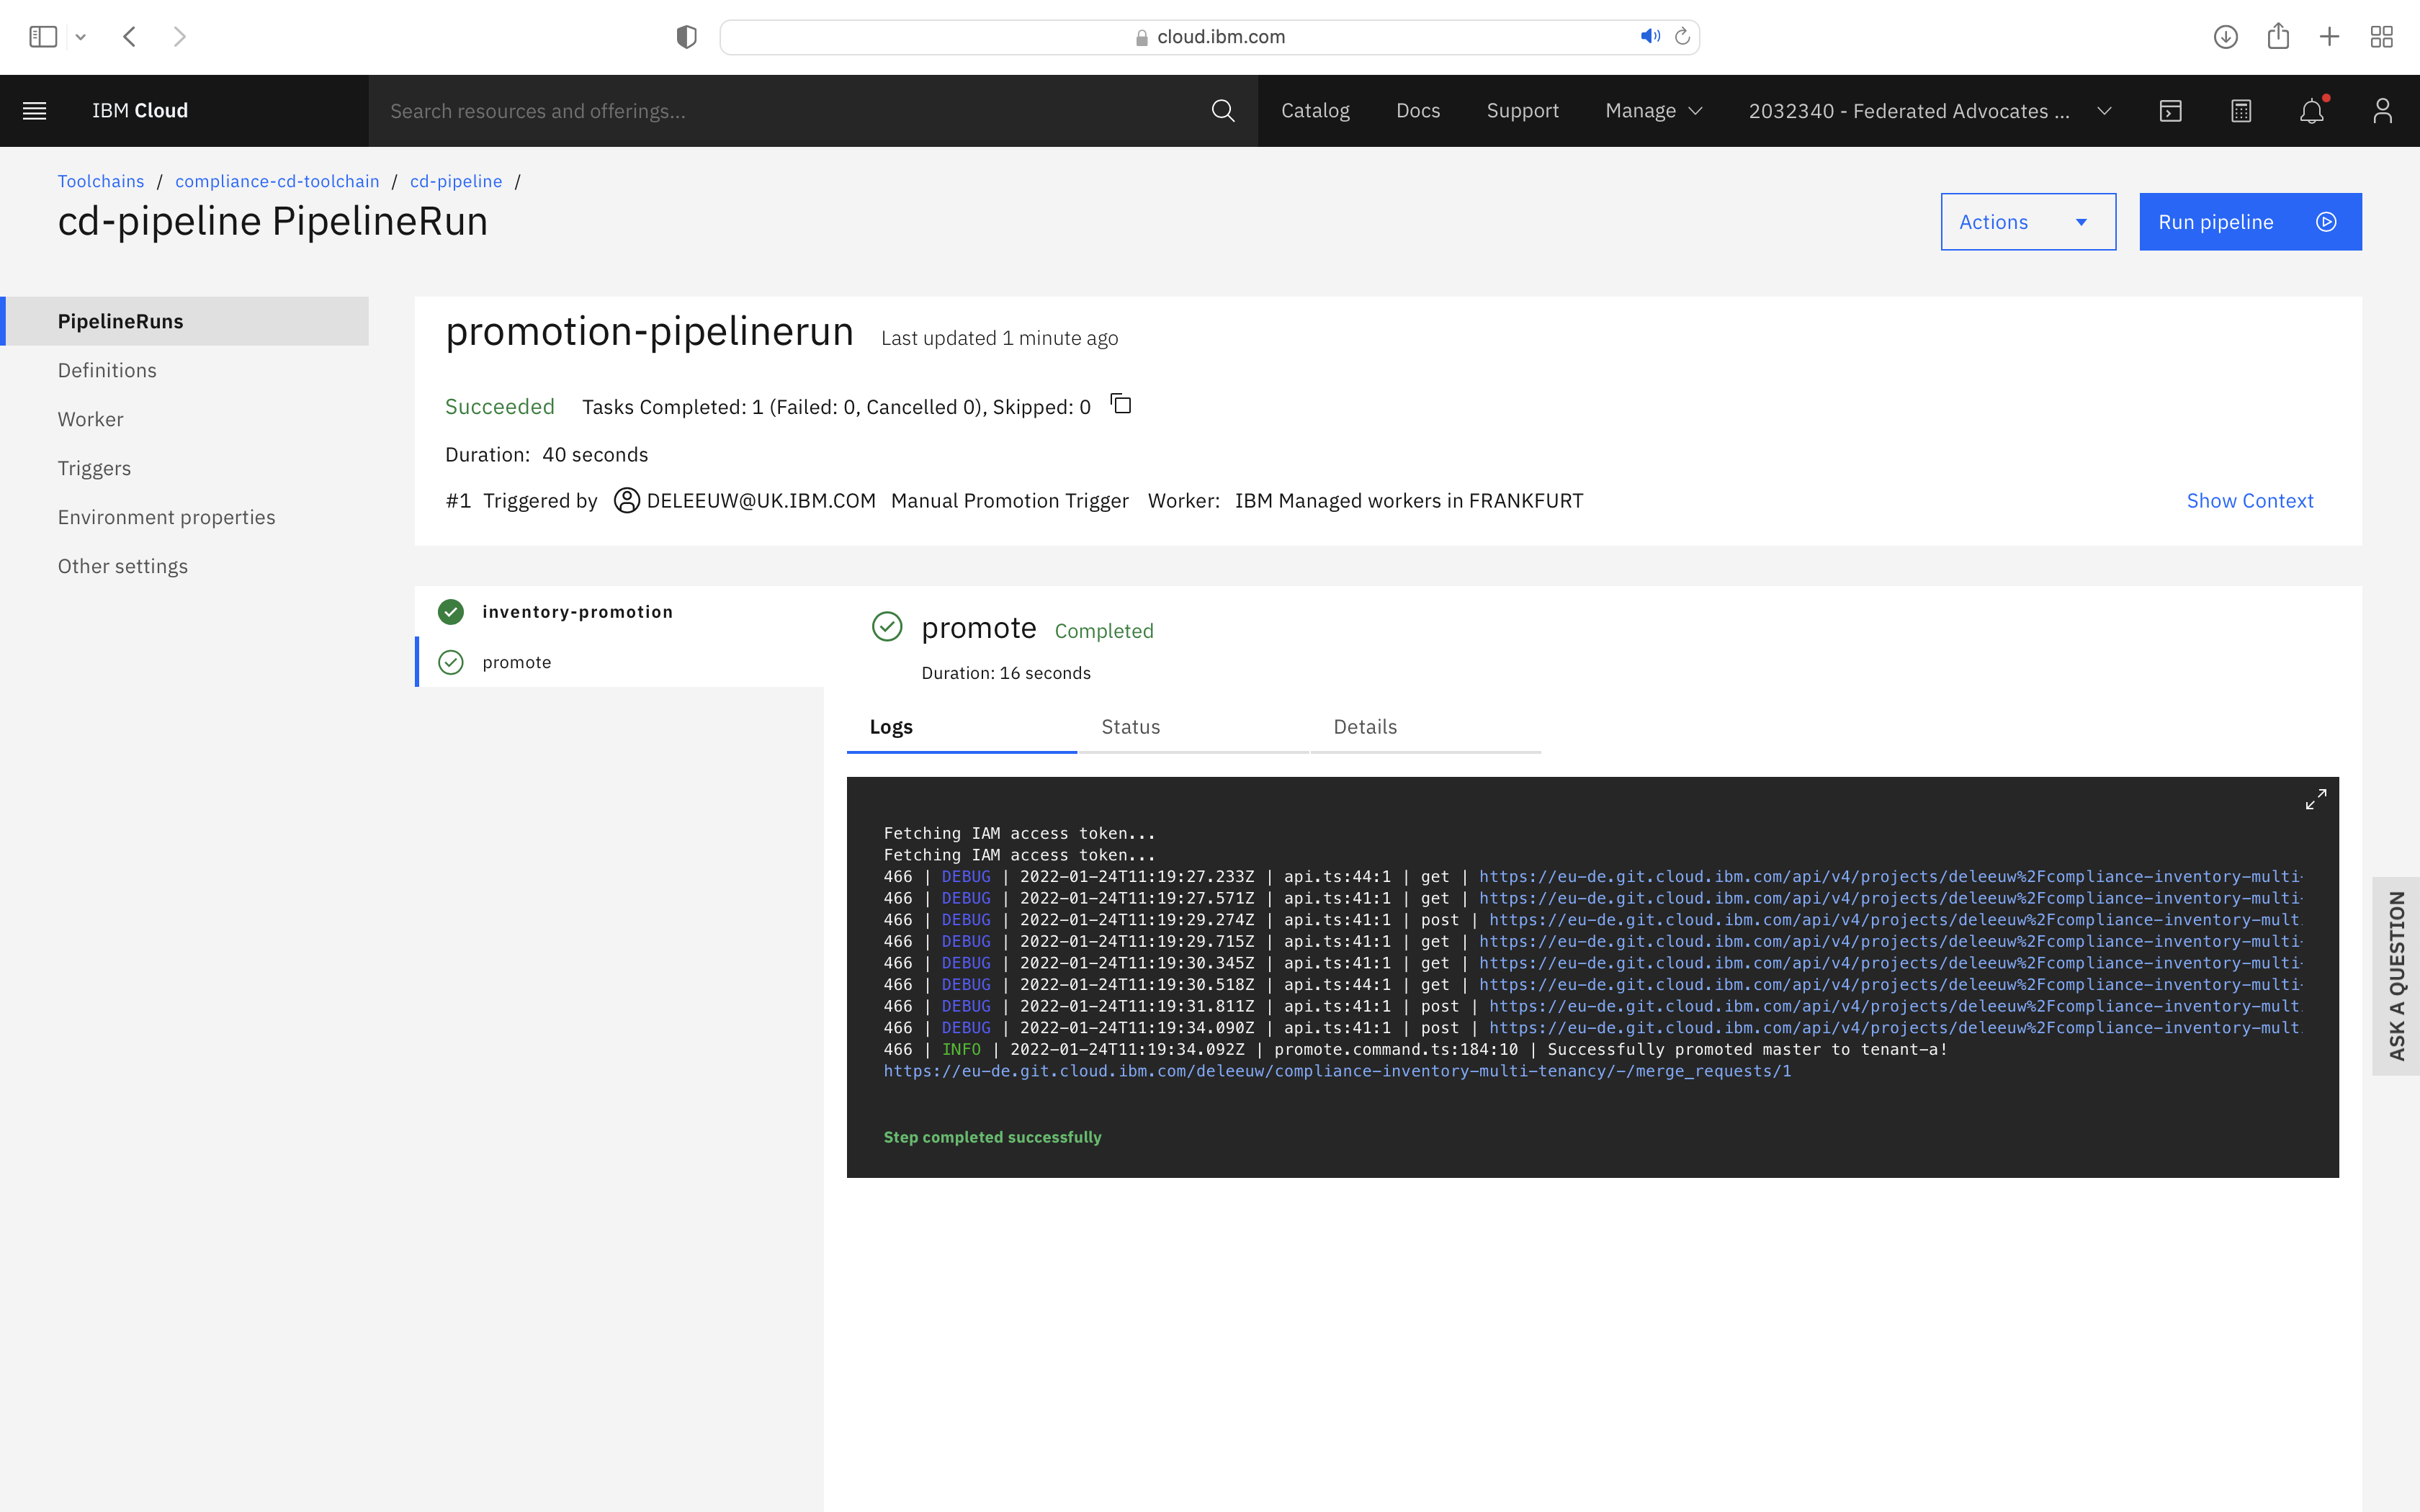 cloud.ibm.com
IBM Cloud
Search resources and offerings...
Catalog
Docs
Support
Manage
2032340 - Federated Advocates ...
Toolchains / compliance-cd-toolchain / cd-pipeline /
cd-pipeline PipelineRun
Actions
Run pipeline
PipelineRuns
Definitions
Worker
Triggers
Environment properties
Other settings
promotion-pipelinerun Last updated 1 minute ago
Succeeded Tasks Completed: 1 (Failed: 0, Cancelled 0), Skipped: 0
Duration: 40 seconds
#1 Triggered by DELEEUW@UK.IBM.COM Manual Promotion Trigger Worker: IBM Managed workers in FRANKFURT
Show Context
inventory-promotion
promote
promote Completed
Duration: 16 seconds
Logs
Status
Details
Fetching IAM access token...
Fetching IAM access token...
466 | DEBUG | 2022-01-24T11:19:27.233Z | api.ts:44:1 | get | https://eu-de.git.cloud.ibm.com/api/v4/projects/deleeuw%2Fcompliance-inventory-multi-
466 | DEBUG | 2022-01-24T11:19:27.571Z | api.ts:41:1 | get | https://eu-de.git.cloud.ibm.com/api/v4/projects/deleeuw%2Fcompliance-inventory-multi-
466 | DEBUG | 2022-01-24T11:19:29.274Z | api.ts:41:1 | post | https://eu-de.git.cloud.ibm.com/api/v4/projects/deleeuw%2Fcompliance-inventory-mult
466 | DEBUG | 2022-01-24T11:19:29.715Z | api.ts:41:1 | get | https://eu-de.git.cloud.ibm.com/api/v4/projects/deleeuw%2Fcompliance-inventory-multi-
466 | DEBUG | 2022-01-24T11:19:30.345Z | api.ts:41:1 | get | https://eu-de.git.cloud.ibm.com/api/v4/projects/deleeuw%2Fcompliance-inventory-multi-
466 | DEBUG | 2022-01-24T11:19:30.518Z | api.ts:44:1 | get | https://eu-de.git.cloud.ibm.com/api/v4/projects/deleeuw%2Fcompliance-inventory-multi-
466 | DEBUG | 2022-01-24T11:19:31.811Z | api.ts:41:1 | post | https://eu-de.git.cloud.ibm.com/api/v4/projects/deleeuw%2Fcompliance-inventory-mult
466 | DEBUG | 2022-01-24T11:19:34.090Z | api.ts:41:1 | post | https://eu-de.git.cloud.ibm.com/api/v4/projects/deleeuw%2Fcompliance-inventory-mult
466 | INFO | 2022-01-24T11:19:34.092Z | promote.command.ts:184:10 | Successfully promoted master to tenant-a!
https://eu-de.git.cloud.ibm.com/deleeuw/compliance-inventory-multi-tenancy/-/merge_requests/1
Step completed successfully
ASK A QUESTION